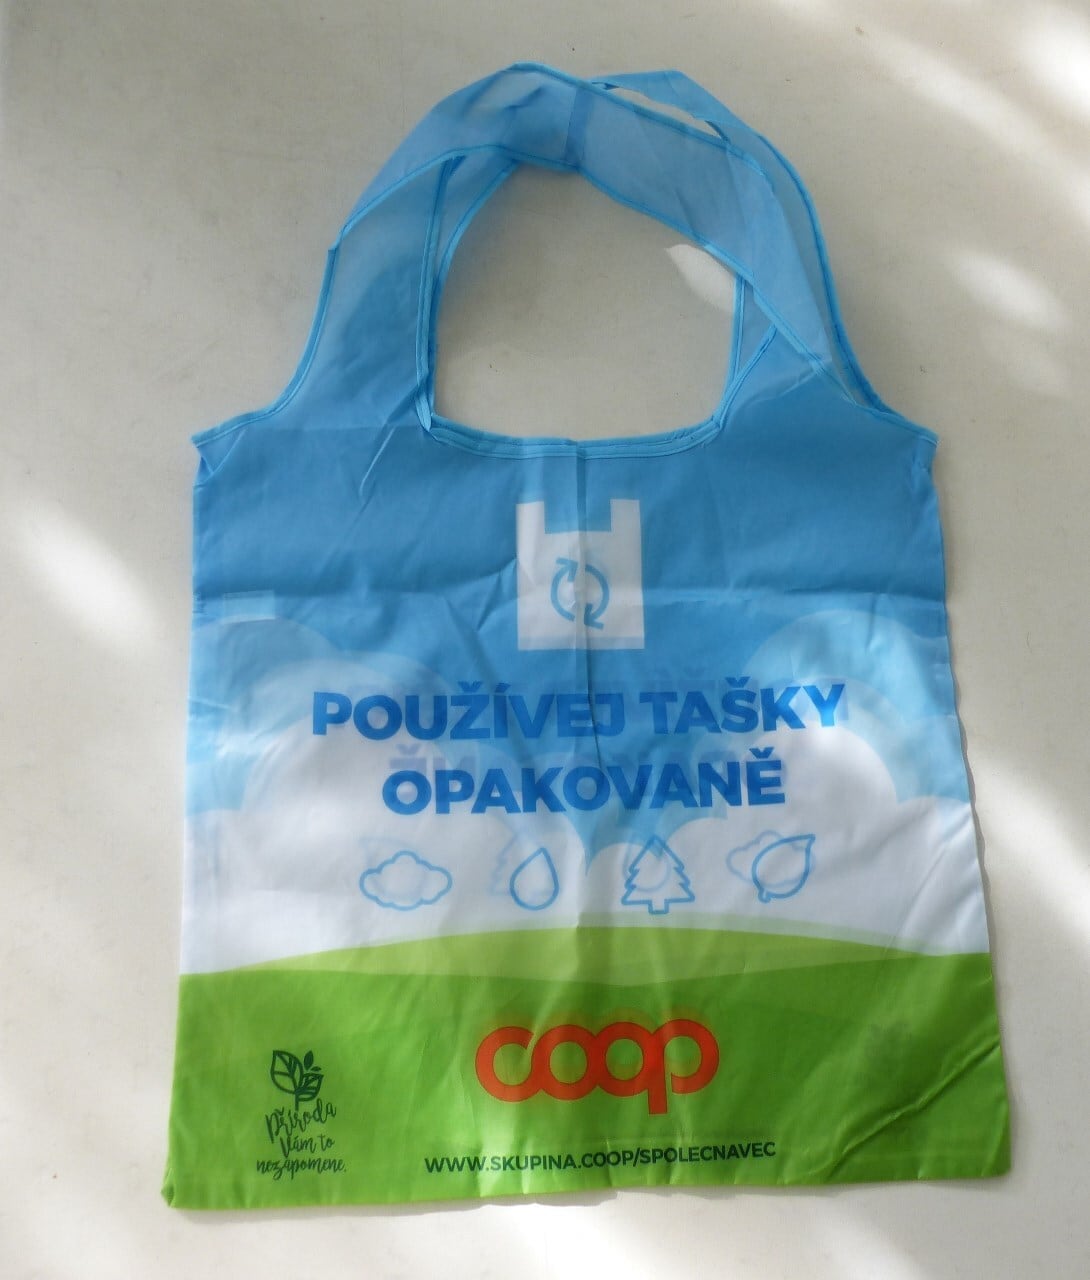 POUŽÍVEJ TAŠKY
OPAKOVANĚ
coop
Příroda
Vám to
nezapomene.
WWW.SKUPINA.COOP/SPOLECNAVEC